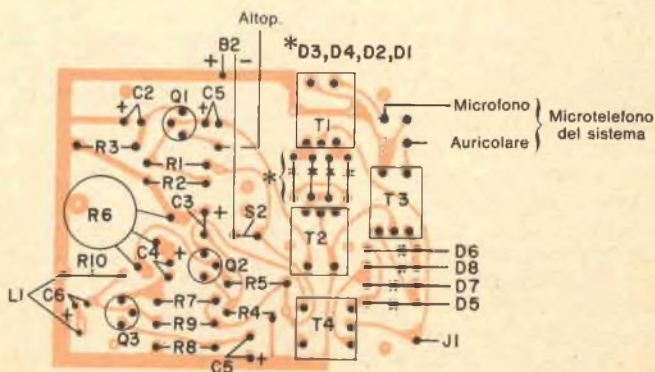 Altop.
+ B2 -
*D3, D4, D2, D1
+ C2 Q1 + C5
T1
Microfono
Auricolare
Microtelefono
del sistema
R3
R1
R2
*
C3 +
S2
T3
R6
T2
C4 +
Q2
R10
R5
D6
D8
D7
D5
L1
C6
+
R7
R4
R9
Q3
R8
C5 +
T4
J1